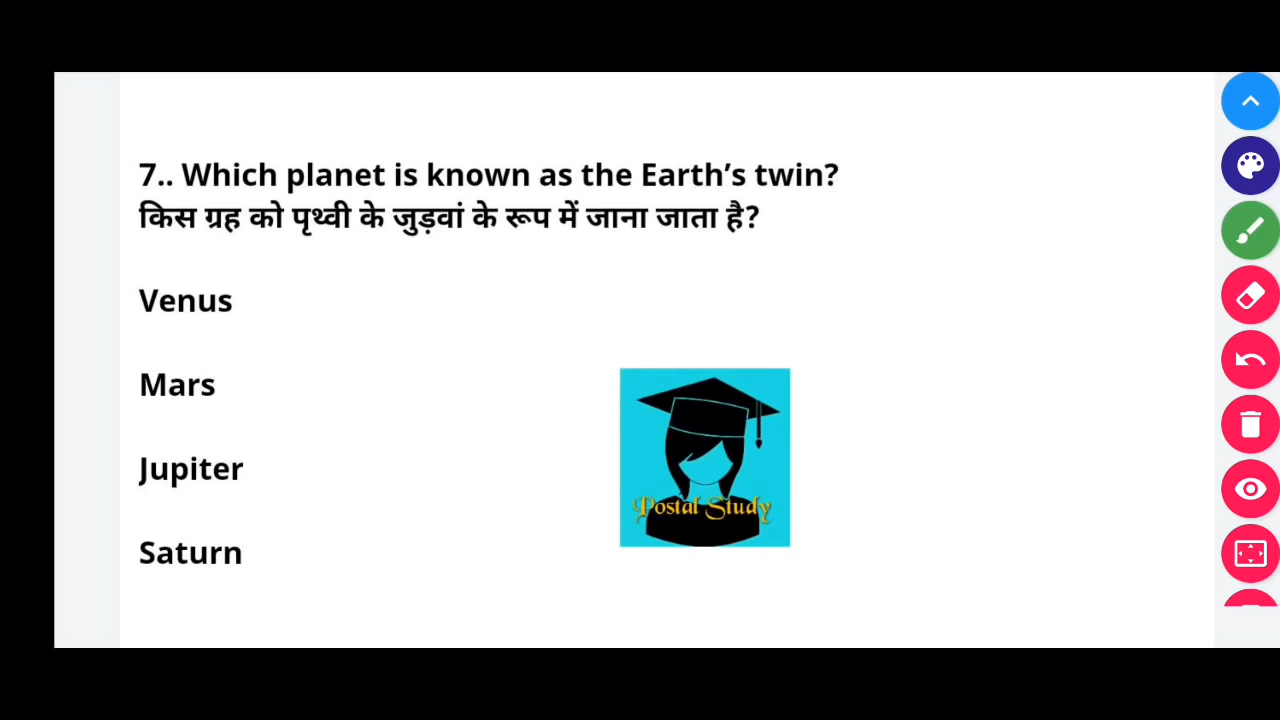 7.. Which planet is known as the Earth’s twin?
किस ग्रह को पृथ्वी के जुड़वां के रूप में जाना जाता है?
Venus
Mars
Jupiter
Saturn
Postal Study